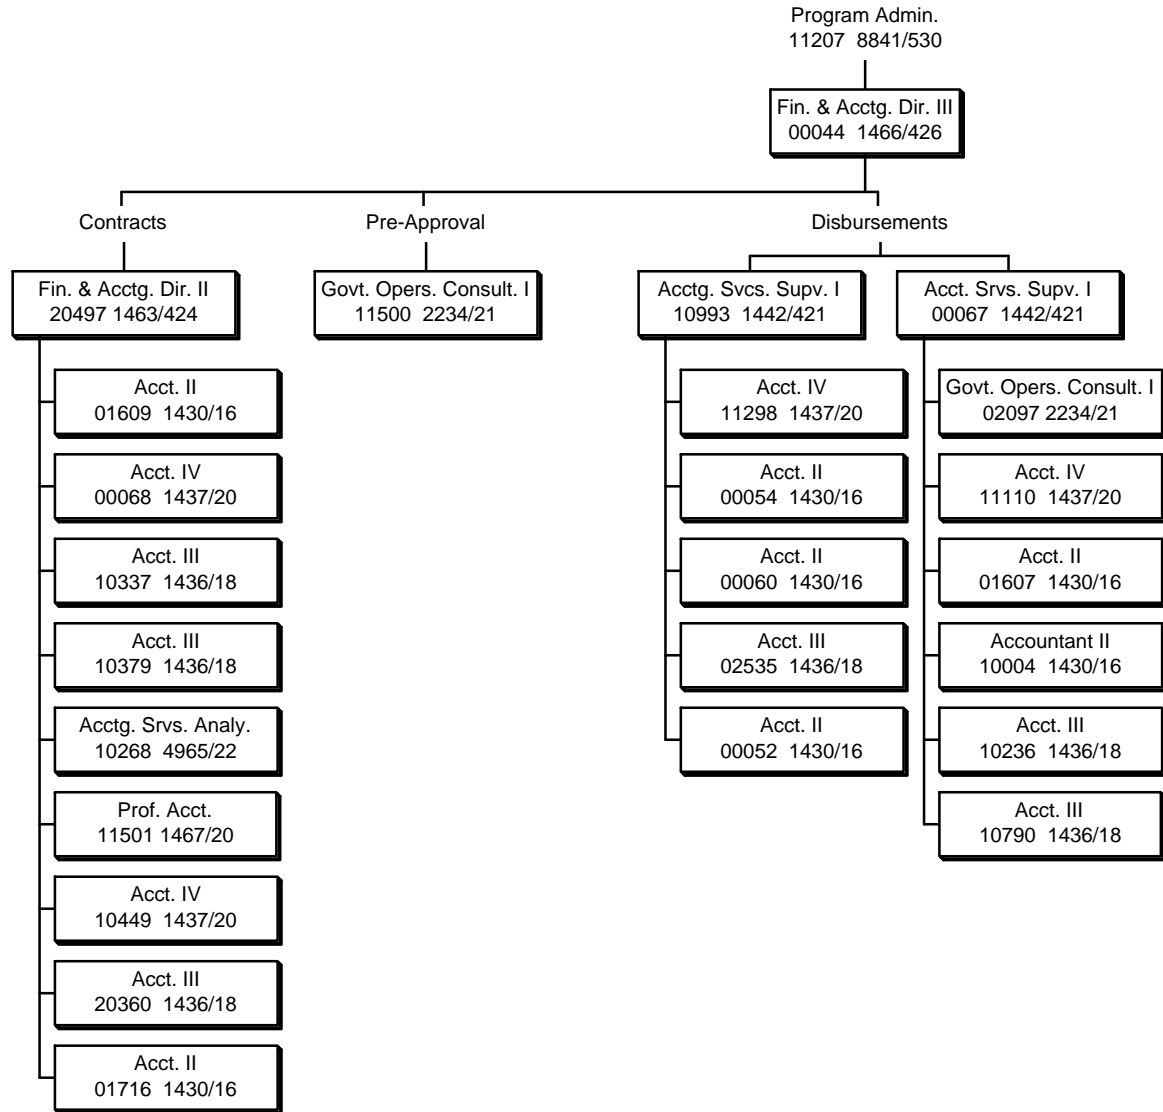 Program Admin.
11207 8841/530
Fin. & Acctg. Dir. III
00044 1466/426
Contracts
Fin. & Acctg. Dir. II
20497 1463/424
Acct. II
01609 1430/16
Acct. IV
00068 1437/20
Acct. III
10337 1436/18
Acct. III
10379 1436/18
Acctg. Srvs. Analy.
10268 4965/22
Prof. Acct.
11501 1467/20
Acct. IV
10449 1437/20
Acct. III
20360 1436/18
Acct. II
01716 1430/16
Pre-Approval
Govt. Opers. Consult. I
11500 2234/21
Disbursements
Acctg. Svcs. Supv. I
10993 1442/421
Acct. IV
11298 1437/20
Acct. II
00054 1430/16
Acct. II
00060 1430/16
Acct. III
02535 1436/18
Acct. II
00052 1430/16
Acct. Srvs. Supv. I
00067 1442/421
Govt. Opers. Consult. I
02097 2234/21
Acct. IV
11110 1437/20
Acct. II
01607 1430/16
Accountant II
10004 1430/16
Acct. III
10236 1436/18
Acct. III
10790 1436/18